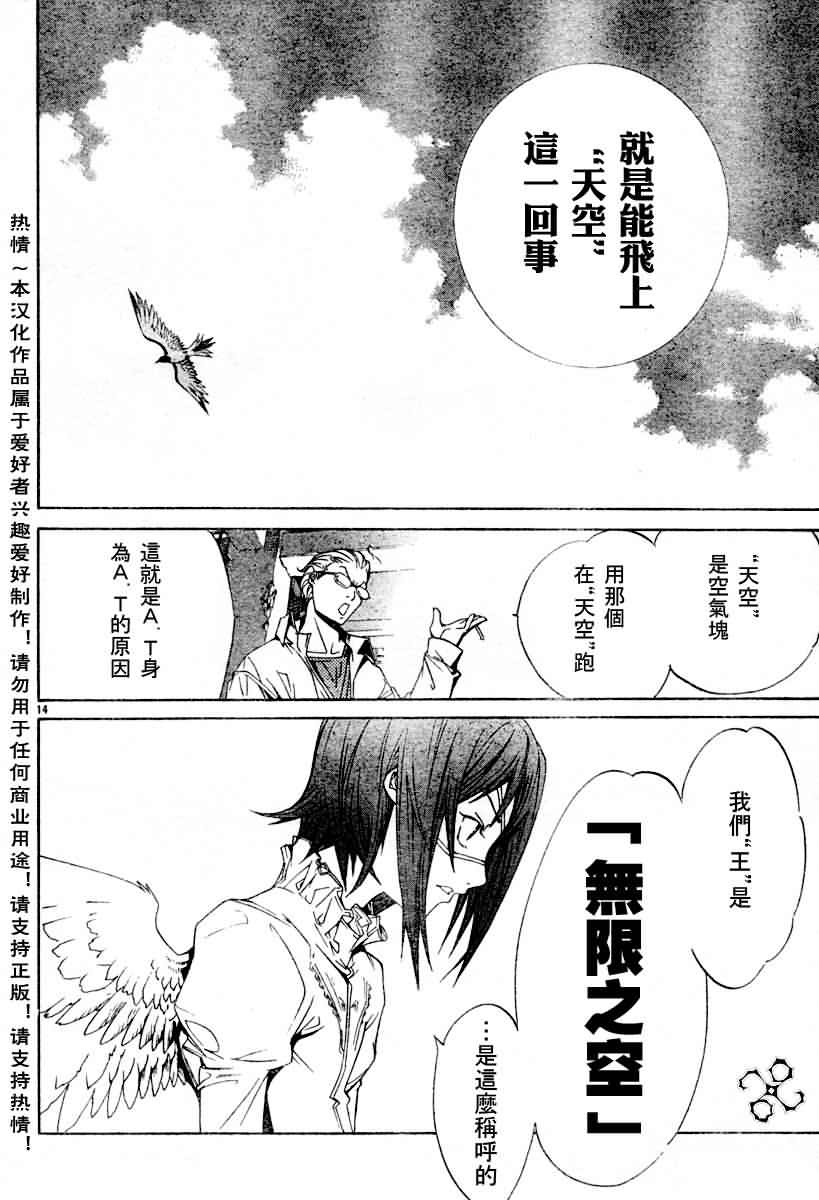 就是能飛上
“天空”
這一回事
“天空”
是空氣塊
用那個
在“天空”跑
這就是A．T身
為A．T的原因
14
我們“王”是
「無限之空」
…是這麼稱呼的
热情~本汉化作品属于爱好者兴趣爱好制作！请勿用于任何商业用途！请支持正版！请支持热情！